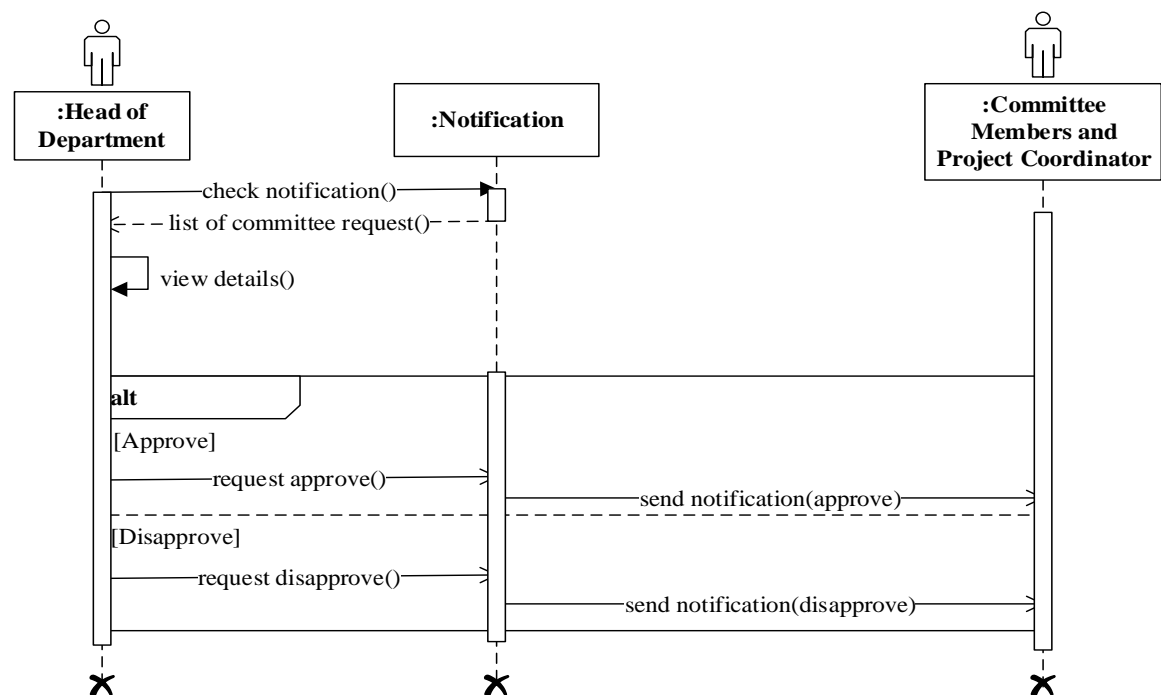 :Head of
Department
:Notification
:Committee
Members and
Project Coordinator
check notification()
list of committee request()
view details()
alt
[Approve]
request approve()
send notification(approve)
[Disapprove]
request disapprove()
send notification(disapprove)